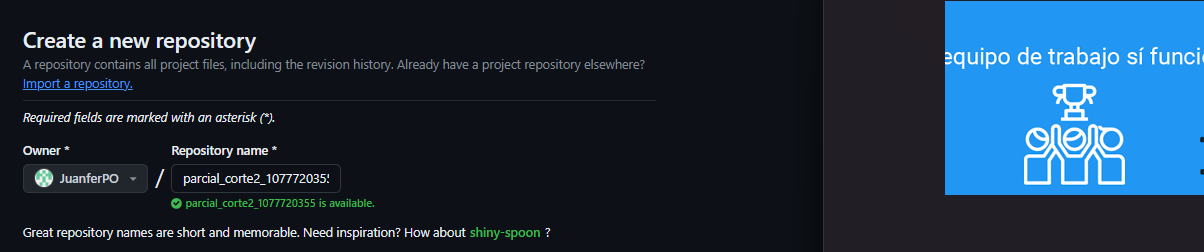 Create a new repository
A repository contains all project files, including the revision history. Already have a project repository elsewhere?
Import a repository.
Required fields are marked with an asterisk (*).
Owner *
Repository name *
JuanferPO
/
parcial_corte2_1077720355
parcial_corte2_1077720355 is available.
Great repository names are short and memorable. Need inspiration? How about shiny-spoon ?
equipo de trabajo sí funci